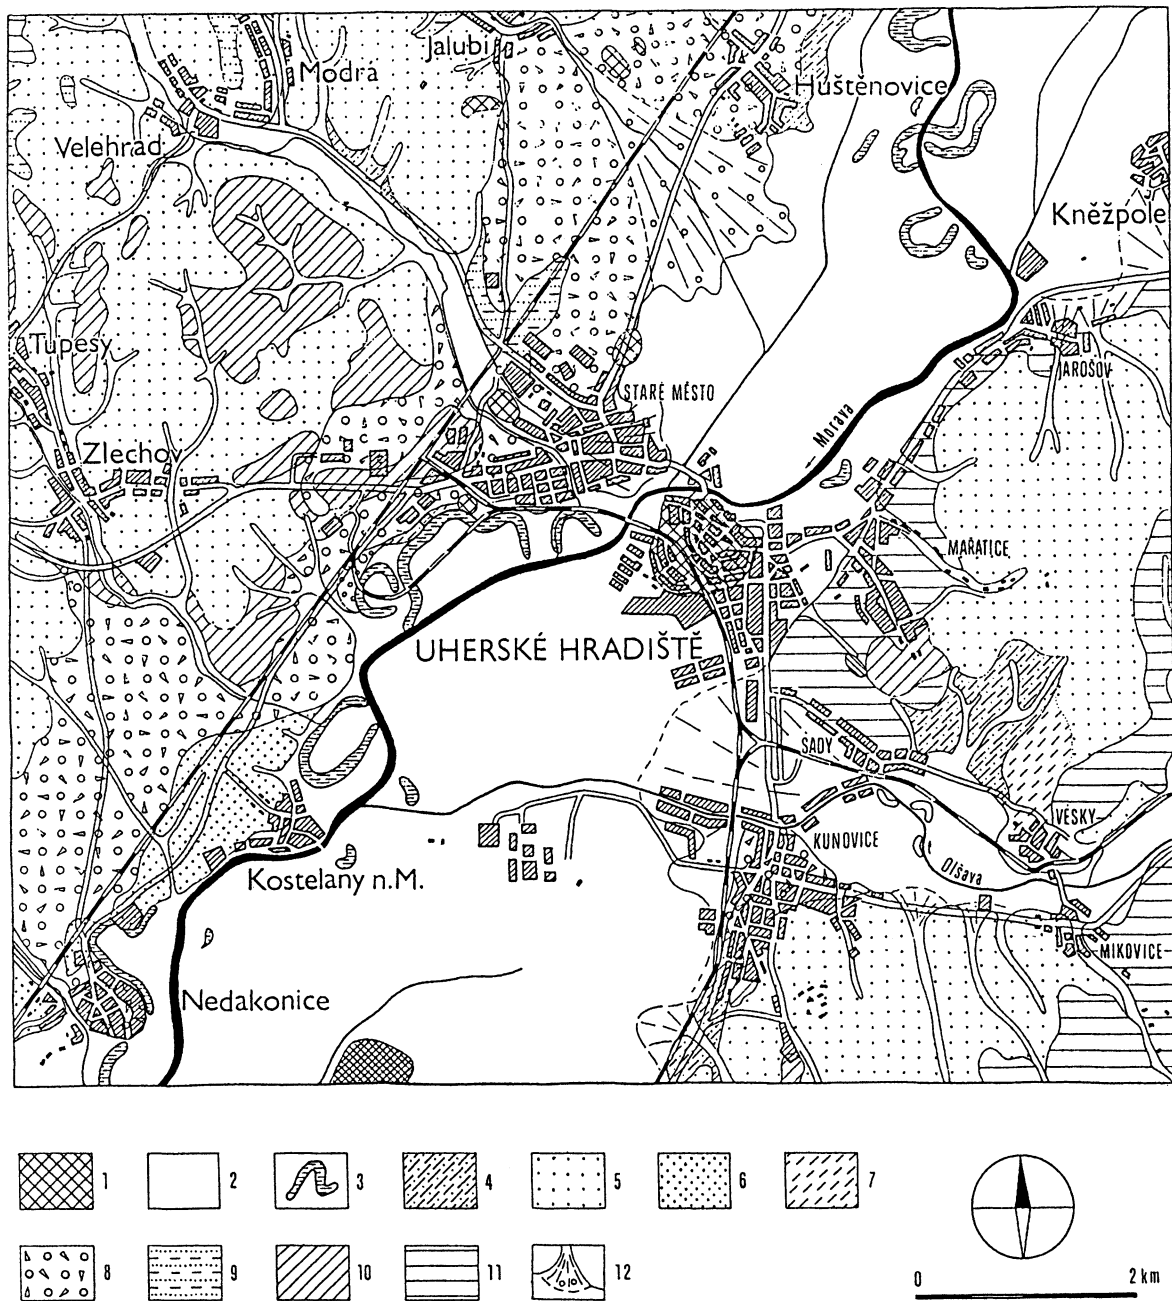 Jalubí
Modrá
Huštěnovice
Velehrad
Kněžpole
Tupesy
JAROŠOV
STARÉ MĚSTO
Morava
Zlechov
MAŘATICE
UHERSKÉ HRADIŠTĚ
SADY
VÉSKY
KUNOVICE
Olšava
Kostelany n.M.
MIKOVICE
Nedakonice
1 2 3 4 5 6 7
8 9 10 11 12
0 2 km